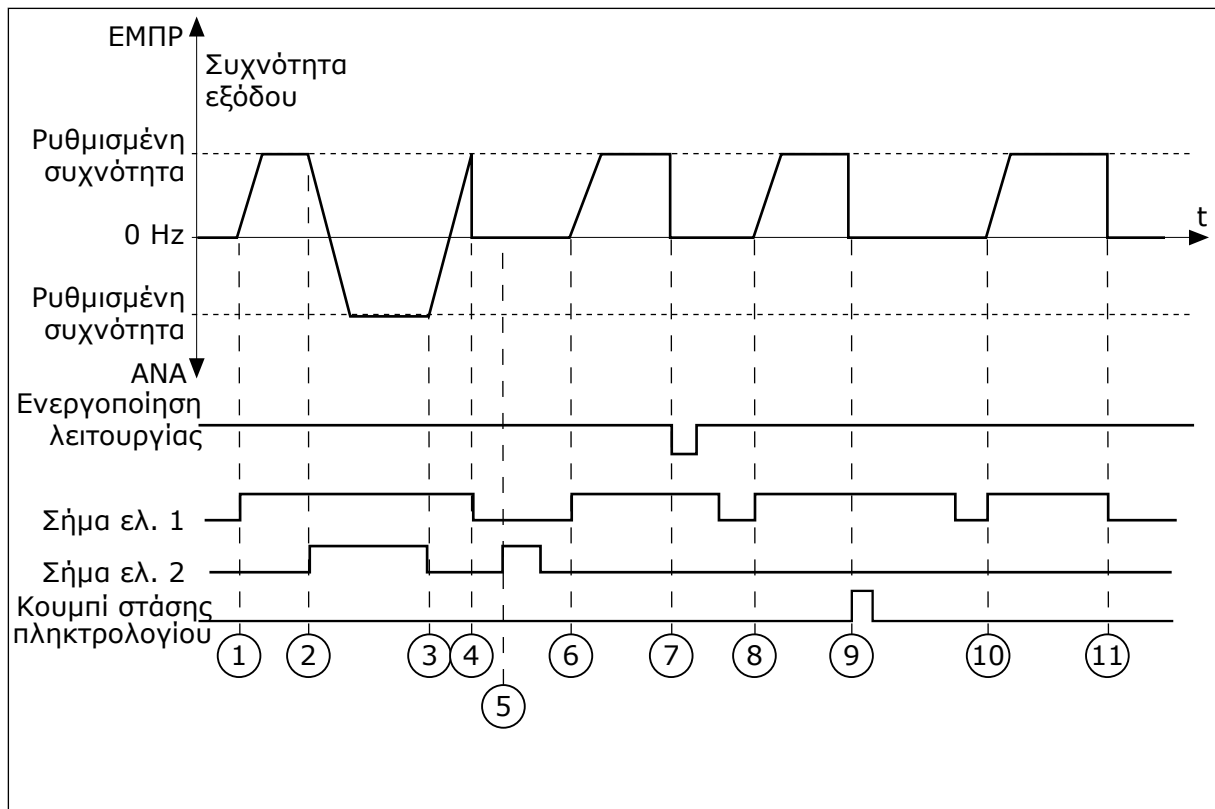 ΕΜΠΡ
Συχνότητα
εξόδου
Ρυθμισμένη
συχνότητα
0 Hz
t
Ρυθμισμένη
συχνότητα
ΑΝΑ
Ενεργοποίηση
λειτουργίας
Σήμα ελ. 1
Σήμα ελ. 2
Κουμπί στάσης
πληκτρολογίου
1 2 3 4 6 7 8 9 10 11
5